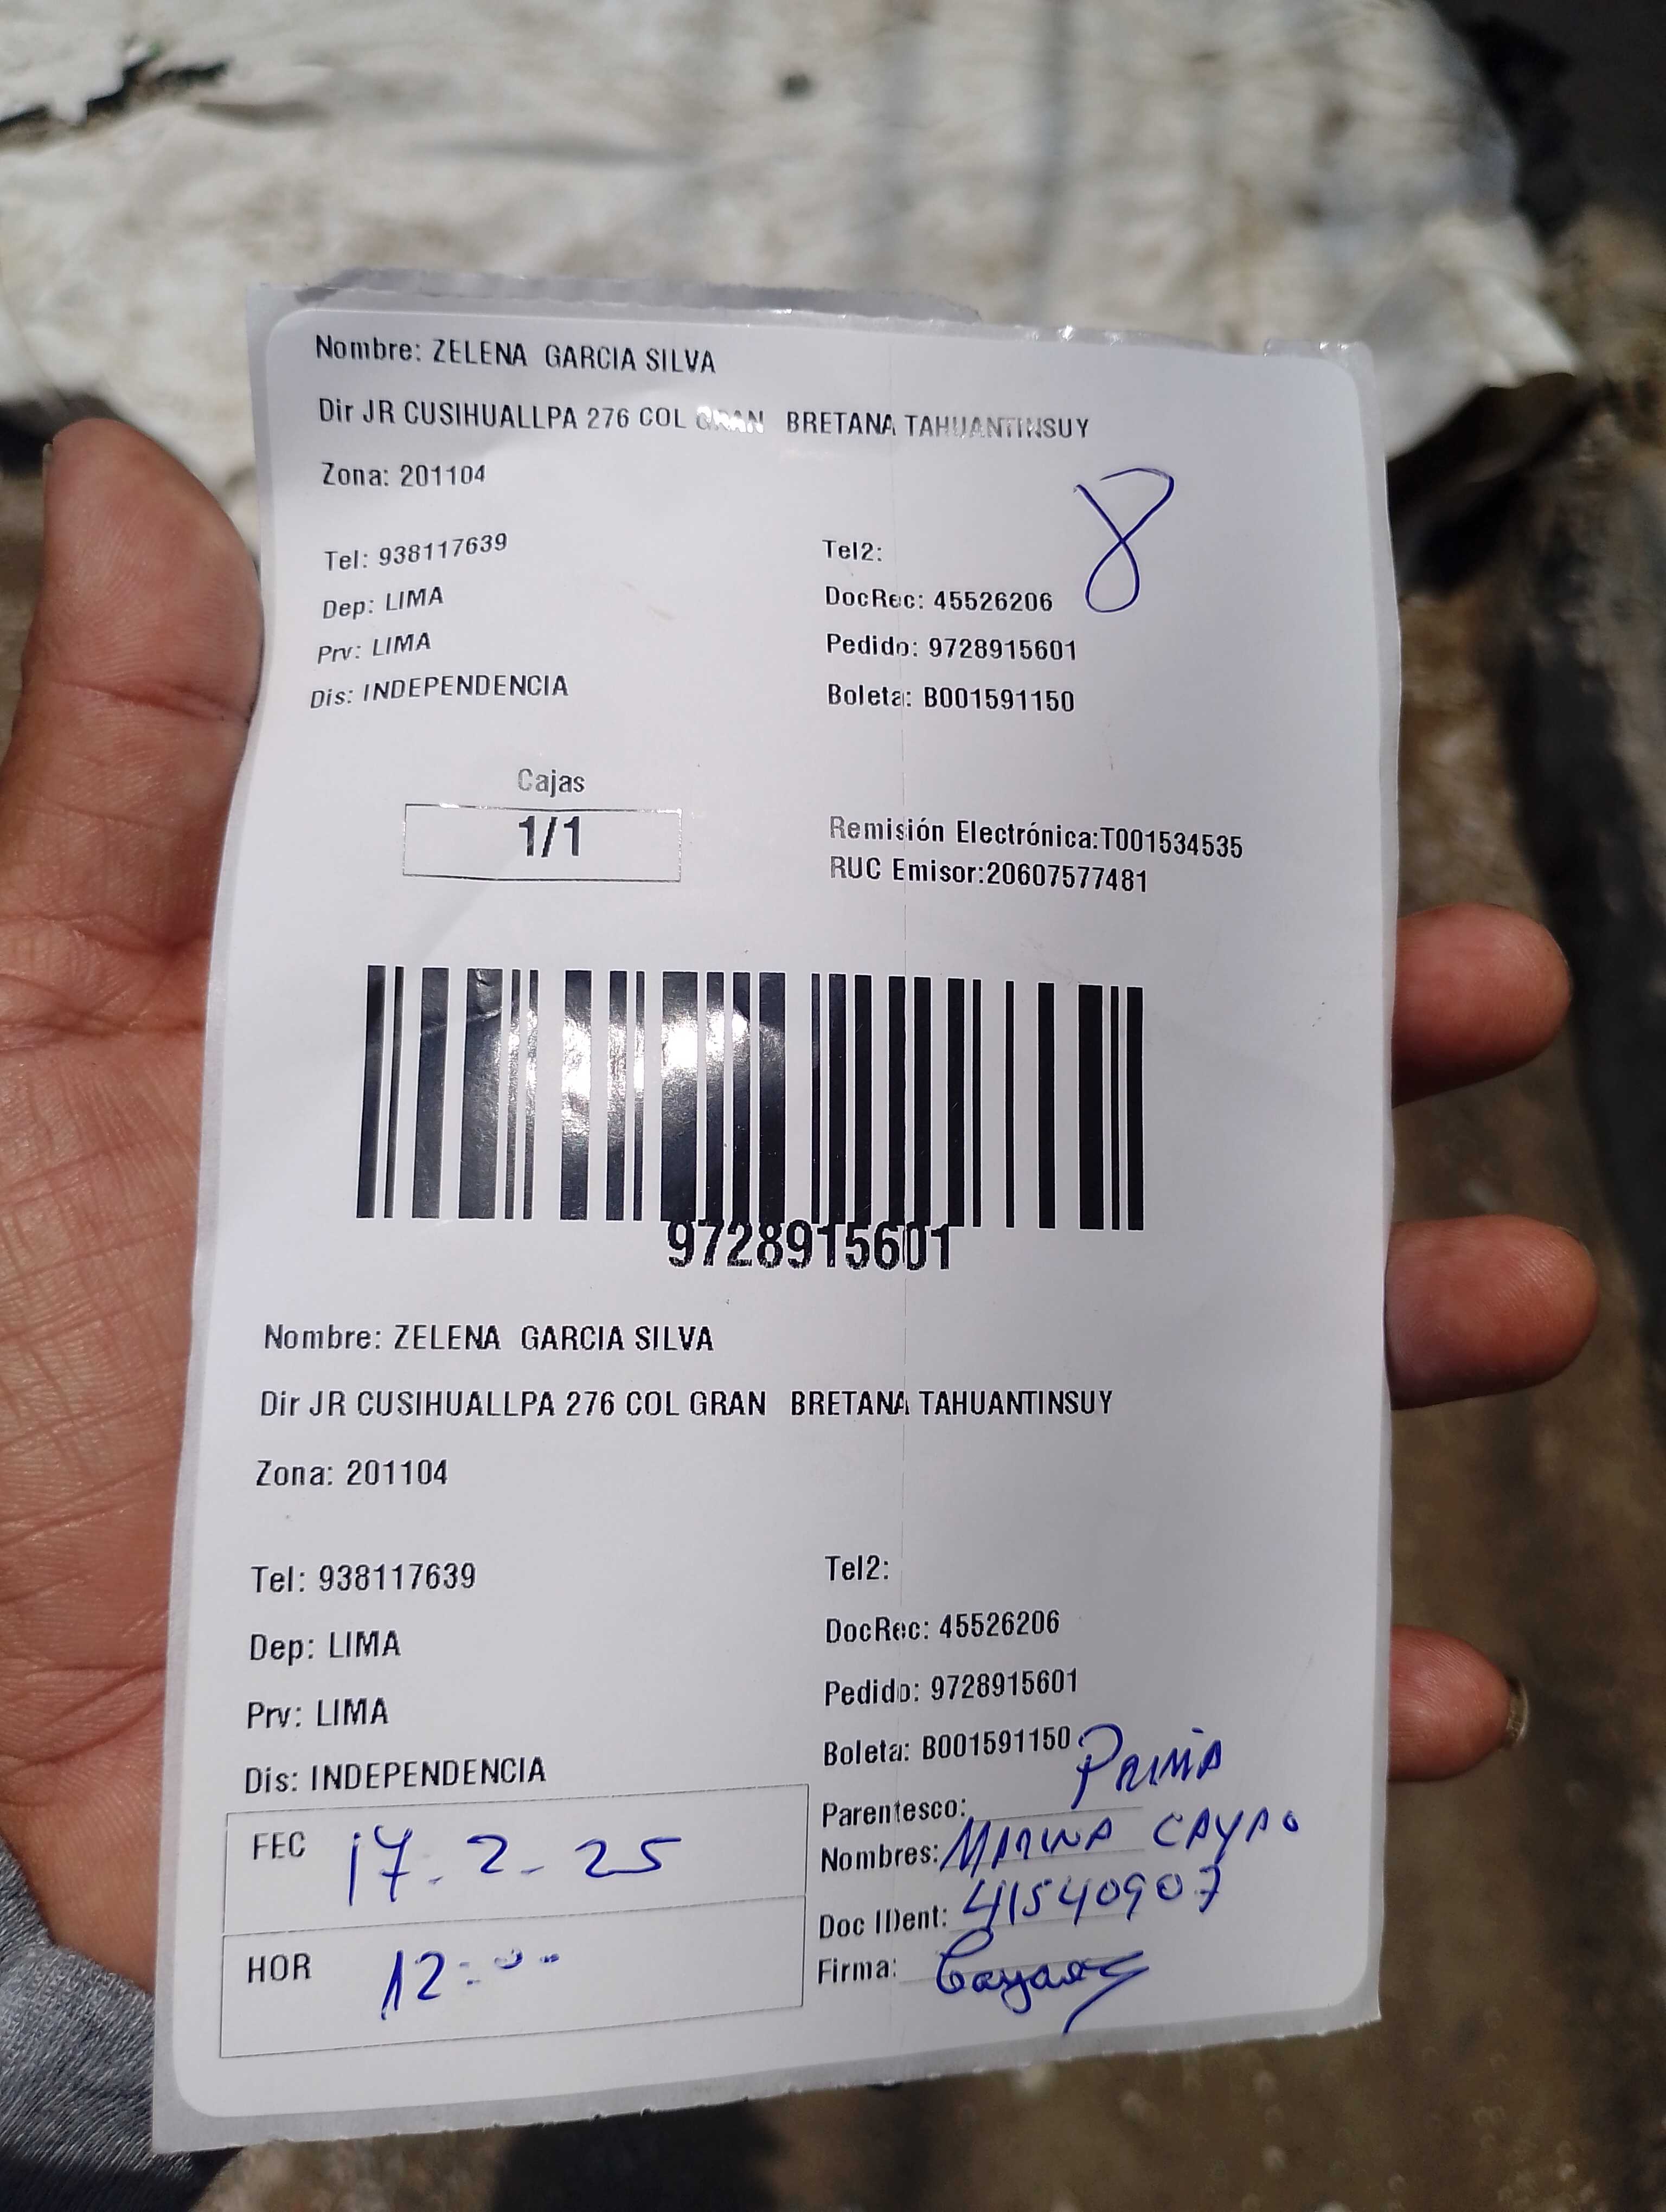 Nombre: ZELENA GARCIA SILVA
Dir JR CUSIHUALLPA 276 COL GRAN BRETANA TAHUANTINSUY
Zona: 201104
8
Tel: 938117639 Tel2:
Dep: LIMA DocRec: 45526206
Prv: LIMA Pedido: 9728915601
Dis: INDEPENDENCIA Boleta: B001591150
Cajas
1/1
Remisión Electrónica:T001534535
RUC Emisor:20607577481
9728915601
Nombre: ZELENA GARCIA SILVA
Dir JR CUSIHUALLPA 276 COL GRAN BRETANA TAHUANTINSUY
Zona: 201104
Tel: 938117639 Tel2:
Dep: LIMA DocRec: 45526206
Prv: LIMA Pedido: 9728915601
Dis: INDEPENDENCIA Boleta: B001591150
Parentesco: PRIMA
FEC 17-2-25 Nombres: MARINA CAYAO
Doc IDent: 41540907
HOR 12:00 Firma: